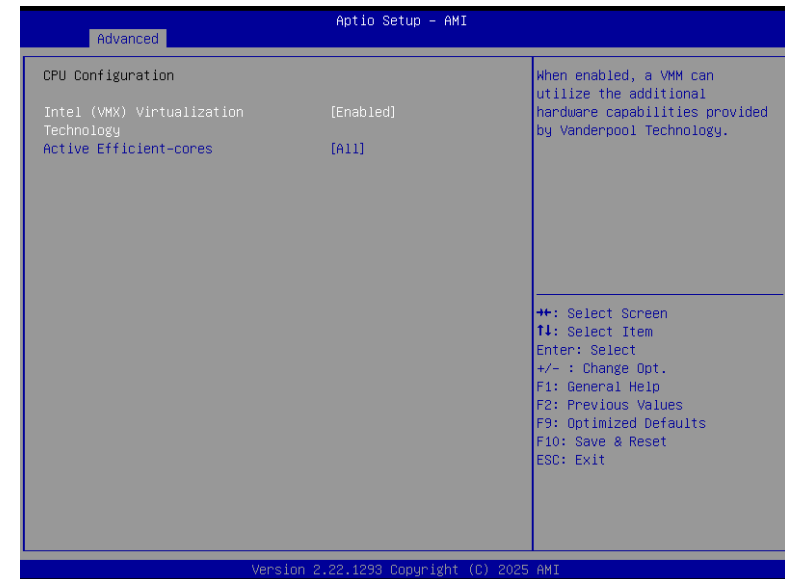 Aptio Setup – AMI
Advanced
CPU Configuration
Intel (VMX) Virtualization Technology [Enabled]
Active Efficient-cores [All]
When enabled, a VMM can
utilize the additional
hardware capabilities provided
by Vanderpool Technology.
→←: Select Screen
↑↓: Select Item
Enter: Select
+/- : Change Opt.
F1: General Help
F2: Previous Values
F9: Optimized Defaults
F10: Save & Reset
ESC: Exit
Version 2.22.1293 Copyright (C) 2025 AMI